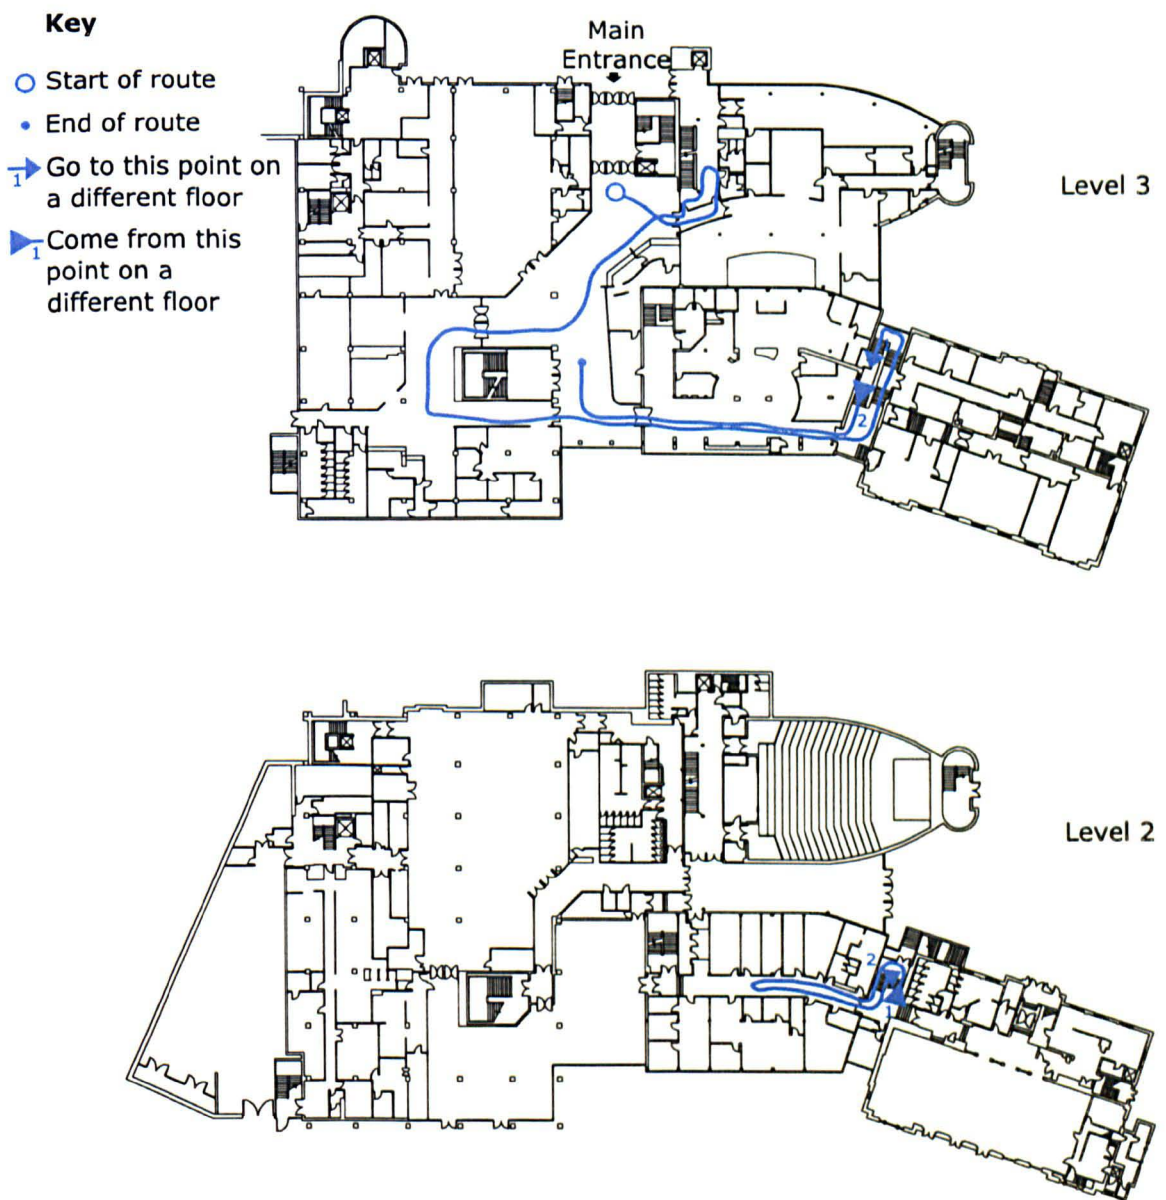 Key
Start of route
End of route
1
Go to this point on
a different floor
1
Come from this
point on a
different floor
Main
Entrance
Level 3
2
Level 2
2
1